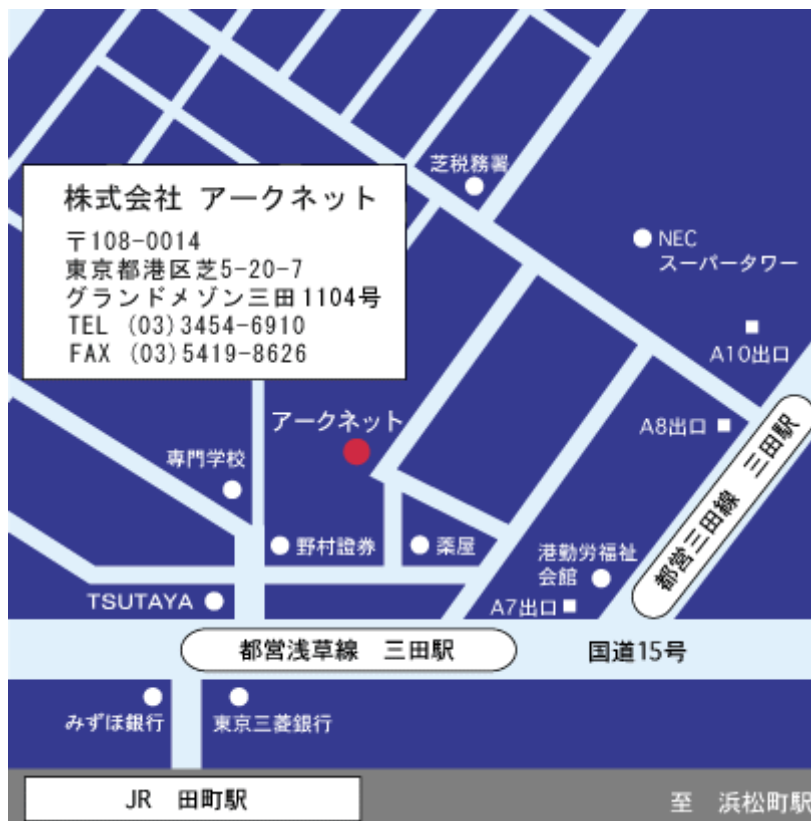 芝税務署
株式会社 アークネット
〒108-0014
東京都港区芝5-20-7
グランドメゾン三田1104号
TEL (03)3454-6910
FAX (03)5419-8626
NEC
スーパータワー
A10出口
アークネット
A8出口
都営三田線 三田駅
専門学校
野村證券
薬屋
港勤労福祉
会館
TSUTAYA
A7出口
都営浅草線 三田駅
国道15号
みずほ銀行
東京三菱銀行
JR 田町駅
至 浜松町駅